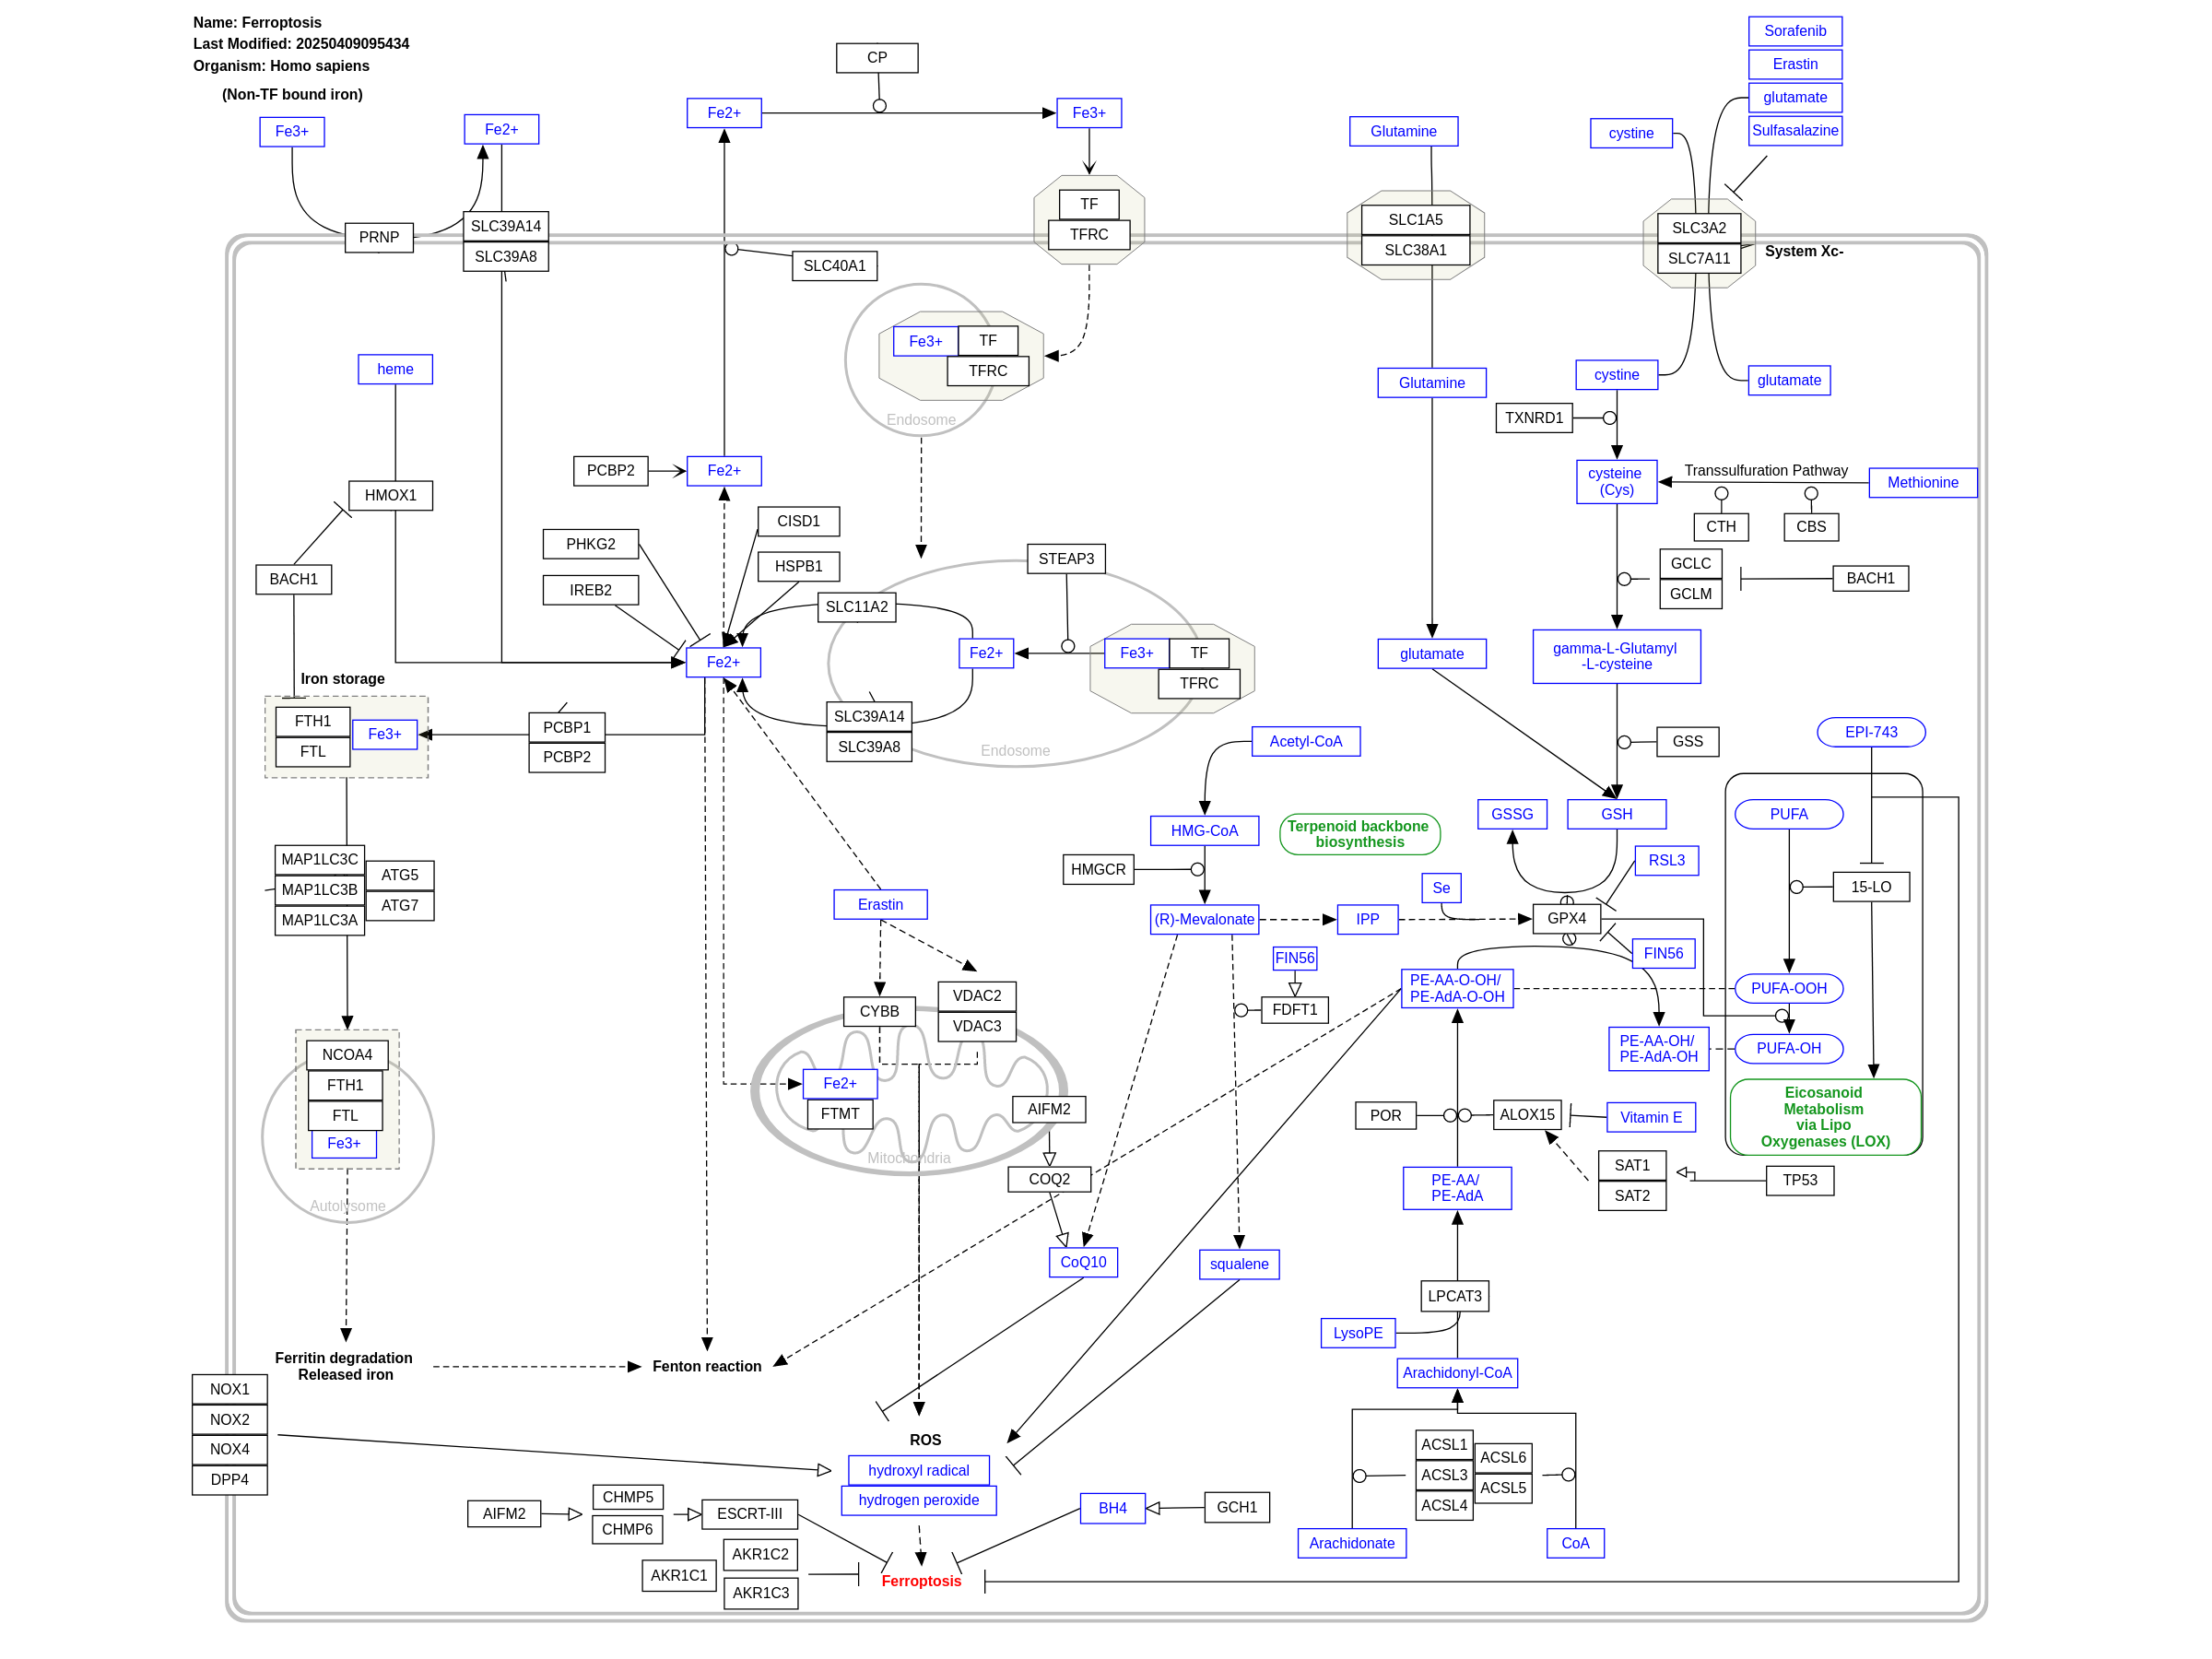 Name: Ferroptosis
Last Modified: 20250409095434
Organism: Homo sapiens
(Non-TF bound iron)
Fe3+
Fe2+
PRNP
SLC39A14
SLC39A8
Fe2+
CP
Fe3+
TF
TFRC
SLC40A1
Fe3+
TF
TFRC
Endosome
Glutamine
SLC1A5
SLC38A1
Glutamine
Sorafenib
Erastin
glutamate
Sulfasalazine
cystine
SLC3A2
SLC7A11
System Xc-
cystine
glutamate
TXNRD1
cysteine
(Cys)
Transsulfuration Pathway
Methionine
CTH
CBS
GCLC
GCLM
BACH1
heme
HMOX1
BACH1
PCBP2
Fe2+
PHKG2
IREB2
CISD1
HSPB1
SLC11A2
STEAP3
Fe2+
Fe2+
Fe3+
TF
TFRC
SLC39A14
SLC39A8
Endosome
glutamate
gamma-L-Glutamyl
-L-cysteine
Iron storage
FTH1
FTL
Fe3+
PCBP1
PCBP2
Acetyl-CoA
GSS
EPI-743
HMG-CoA
Terpenoid backbone
biosynthesis
GSSG
GSH
PUFA
HMGCR
RSL3
15-LO
MAP1LC3C
MAP1LC3B
MAP1LC3A
ATG5
ATG7
Erastin
(R)-Mevalonate
IPP
Se
GPX4
FIN56
FIN56
FDFT1
PE-AA-O-OH/
PE-AdA-O-OH
PUFA-OOH
PE-AA-OH/
PE-AdA-OH
PUFA-OH
CYBB
VDAC2
VDAC3
NCOA4
FTH1
FTL
Fe3+
Autolysome
Fe2+
FTMT
Mitochondria
AIFM2
COQ2
POR
ALOX15
Vitamin E
Eicosanoid
Metabolism
via Lipo
Oxygenases (LOX)
PE-AA/
PE-AdA
SAT1
SAT2
TP53
CoQ10
squalene
LPCAT3
LysoPE
Arachidonyl-CoA
Ferritin degradation
Released iron
Fenton reaction
NOX1
NOX2
NOX4
DPP4
ROS
hydroxyl radical
hydrogen peroxide
ACSL1
ACSL3
ACSL4
ACSL6
ACSL5
AIFM2
CHMP5
CHMP6
ESCRT-III
BH4
GCH1
Arachidonate
CoA
AKR1C1
AKR1C2
AKR1C3
Ferroptosis